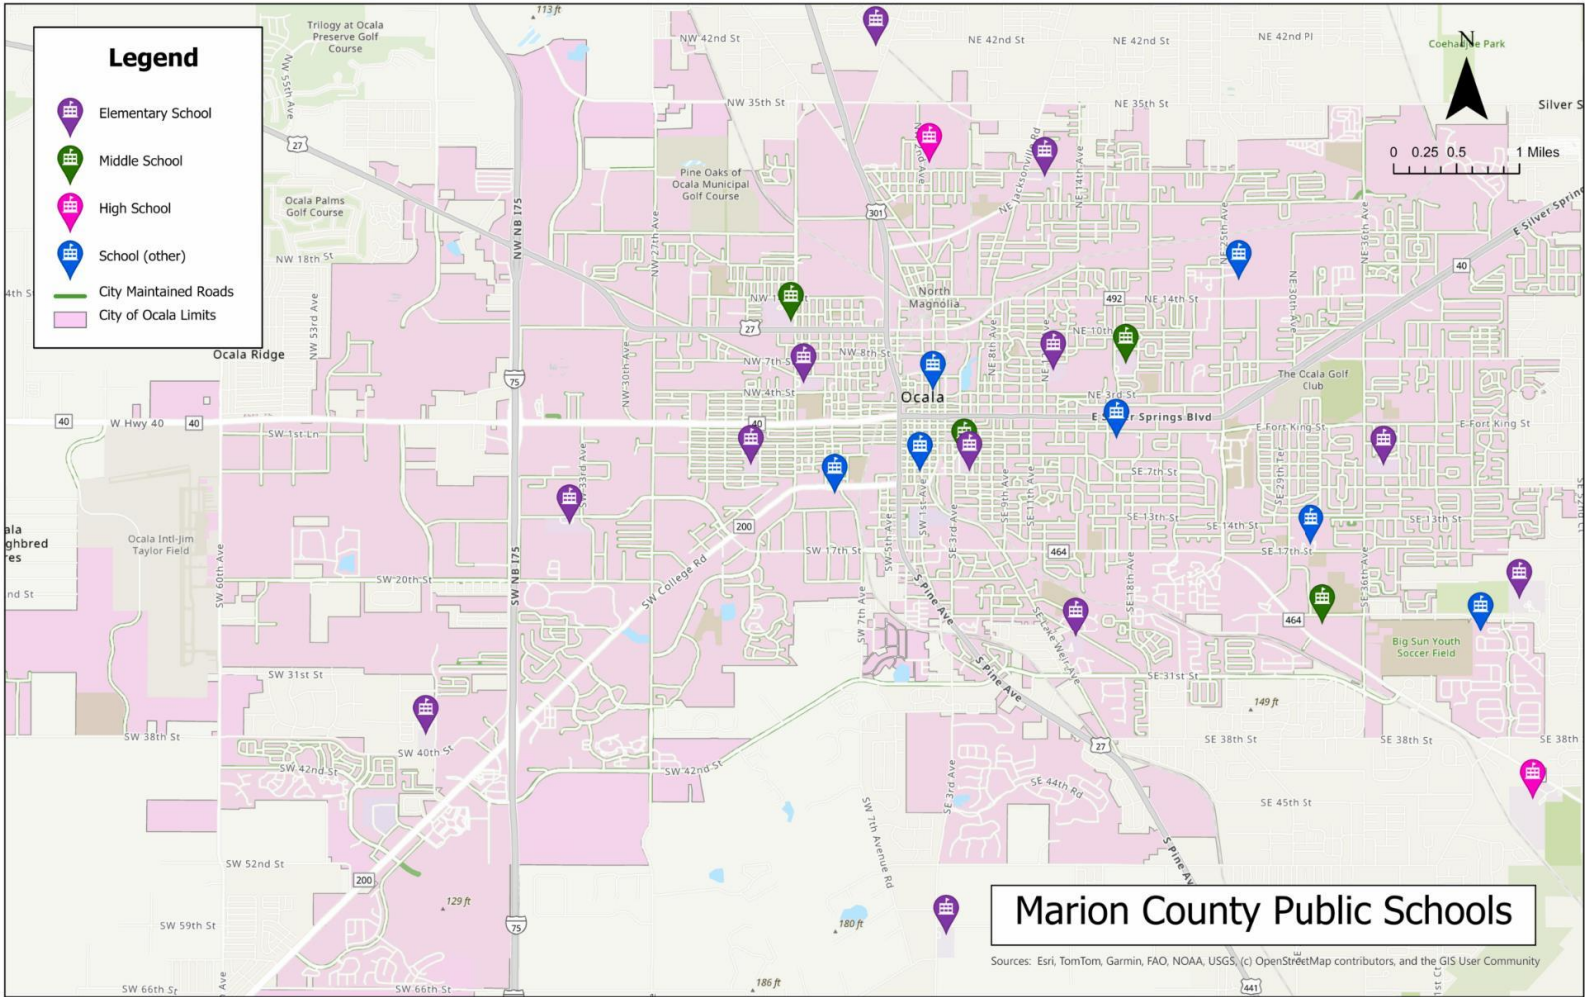 Legend
Elementary School
Middle School
High School
School (other)
City Maintained Roads
City of Ocala Limits
113 ft
Trilogy at Ocala
Preserve Golf
Course
NW 42nd St
NE 42nd St
NE 42nd St
NE 42nd Pl
N
NW 55th Ave
NW 35th St
NE 35th St
Silver S
0 0.25 0.5 1 Miles
27
Pine Oaks of
Ocala Municipal
Golf Course
NE Jacksonville Rd
NE 14th Ave
Ocala Palms
Golf Course
301
NW 27th Ave
NW NB I75
NE 25th Ave
NE 36th Ave
E Silver Spring
NW 18th St
4th St
40
North
Magnolia
492
NE 14th St
NE 30th Ave
NW 53rd Ave
27
NE 10th
NE 8th Ave
Ocala Ridge
NW 7th S
NW 8th St
NW 30th Ave
75
The Ocala Golf
Club
NW 4th St
Ocala
NE 3rd St
40
W Hwy 40
40
40
E Silver Springs Blvd
E Fort King St
E Fort King St
SW 1st Ln
SW 33rd Ave
SE 7th St
SE 29th Ter
SE 9th Ave
SE 11th Ave
SW 1st Ave
SE 3rd Ave
SW 5th Ave
200
SE 13th St
SE 14th St
SE 13th St
ala
ghbred
res
Ocala Intl-Jim
Taylor Field
SW 60th Ave
SW 17th St
464
SE 17th St
SW NB I75
SW College Rd
SE 18th Ave
SE 36th Ave
SW 20th St
nd St
S Pine Ave
SW 7th Ave
SE Lake Weir Ave
464
Big Sun Youth
Soccer Field
SW 31st St
S Pine Ave
SE 31st St
149 ft
SW 38th St
SW 40th St
27
SE 38th St
SE 38th St
SE 38th
SW 42nd St
SW 42nd St
SE 3rd Ave
SE 44th Rd
SE 45th St
SW 7th Avenue Rd
SW 52nd St
S Pine Av
200
129 ft
SW 59th St
75
180 ft
Marion County Public Schools
Sources: Esri, TomTom, Garmin, FAO, NOAA, USGS, (c) OpenStreetMap contributors, and the GIS User Community
SW 66th St
SW 66th St
186 ft
441